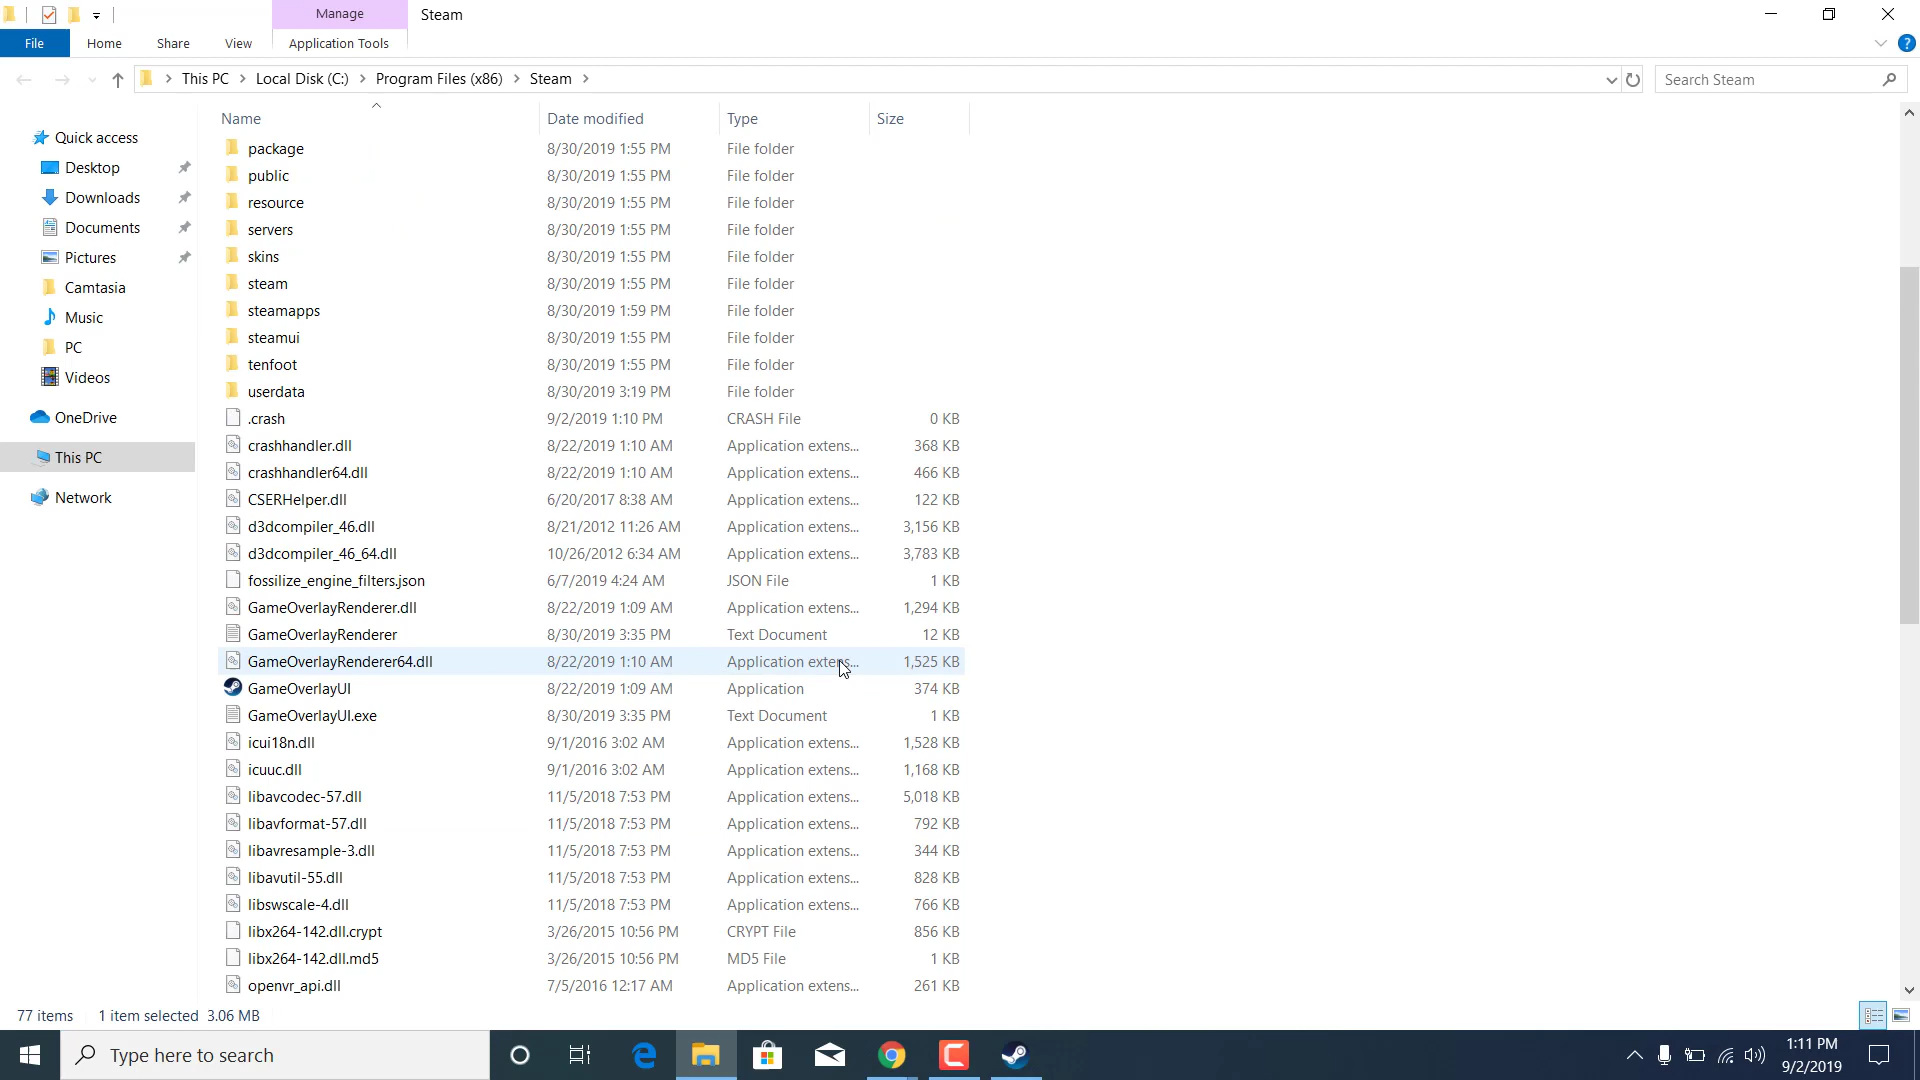 Manage
Steam
File
Home
Share
View
Application Tools
This PC
Local Disk (C:)
Program Files (x86)
Steam
Search Steam
Quick access
Desktop
Downloads
Documents
Pictures
Camtasia
Music
PC
Videos
OneDrive
This PC
Network
Name Date modified Type Size
package 8/30/2019 1:55 PM File folder
public 8/30/2019 1:55 PM File folder
resource 8/30/2019 1:55 PM File folder
servers 8/30/2019 1:55 PM File folder
skins 8/30/2019 1:55 PM File folder
steam 8/30/2019 1:55 PM File folder
steamapps 8/30/2019 1:59 PM File folder
steamui 8/30/2019 1:55 PM File folder
tenfoot 8/30/2019 1:55 PM File folder
userdata 8/30/2019 3:19 PM File folder
.crash 9/2/2019 1:10 PM CRASH File 0 KB
crashhandler.dll 8/22/2019 1:10 AM Application extens... 368 KB
crashhandler64.dll 8/22/2019 1:10 AM Application extens... 466 KB
CSERHelper.dll 6/20/2017 8:38 AM Application extens... 122 KB
d3dcompiler_46.dll 8/21/2012 11:26 AM Application extens... 3,156 KB
d3dcompiler_46_64.dll 10/26/2012 6:34 AM Application extens... 3,783 KB
fossilize_engine_filters.json 6/7/2019 4:24 AM JSON File 1 KB
GameOverlayRenderer.dll 8/22/2019 1:09 AM Application extens... 1,294 KB
GameOverlayRenderer 8/30/2019 3:35 PM Text Document 12 KB
GameOverlayRenderer64.dll 8/22/2019 1:10 AM Application extens... 1,525 KB
GameOverlayUI 8/22/2019 1:09 AM Application 374 KB
GameOverlayUI.exe 8/30/2019 3:35 PM Text Document 1 KB
icui18n.dll 9/1/2016 3:02 AM Application extens... 1,528 KB
icuuc.dll 9/1/2016 3:02 AM Application extens... 1,168 KB
libavcodec-57.dll 11/5/2018 7:53 PM Application extens... 5,018 KB
libavformat-57.dll 11/5/2018 7:53 PM Application extens... 792 KB
libavresample-3.dll 11/5/2018 7:53 PM Application extens... 344 KB
libavutil-55.dll 11/5/2018 7:53 PM Application extens... 828 KB
libswscale-4.dll 11/5/2018 7:53 PM Application extens... 766 KB
libx264-142.dll.crypt 3/26/2015 10:56 PM CRYPT File 856 KB
libx264-142.dll.md5 3/26/2015 10:56 PM MD5 File 1 KB
openvr_api.dll 7/5/2016 12:17 AM Application extens... 261 KB
77 items 1 item selected 3.06 MB
Type here to search
1:11 PM
9/2/2019